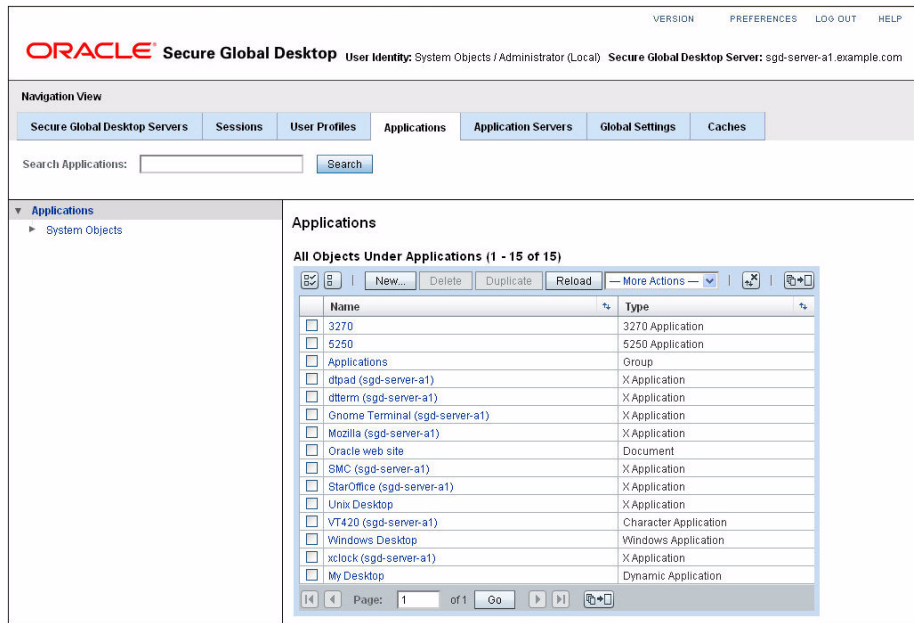 VERSION PREFERENCES LOG OUT HELP
ORACLE Secure Global Desktop User Identity: System Objects / Administrator (Local) Secure Global Desktop Server: sgd-server-a1.example.com
Navigation View
Secure Global Desktop Servers Sessions User Profiles Applications Application Servers Global Settings Caches
Search Applications: Search
Applications
System Objects
Applications
All Objects Under Applications (1 - 15 of 15)
New... Delete Duplicate Reload — More Actions —
Name Type
3270 3270 Application
5250 5250 Application
Applications Group
dtpad (sgd-server-a1) X Application
dtterm (sgd-server-a1) X Application
Gnome Terminal (sgd-server-a1) X Application
Mozilla (sgd-server-a1) X Application
Oracle web site Document
SMC (sgd-server-a1) X Application
StarOffice (sgd-server-a1) X Application
Unix Desktop X Application
VT420 (sgd-server-a1) Character Application
Windows Desktop Windows Application
xclock (sgd-server-a1) X Application
My Desktop Dynamic Application
Page: 1 of 1 Go